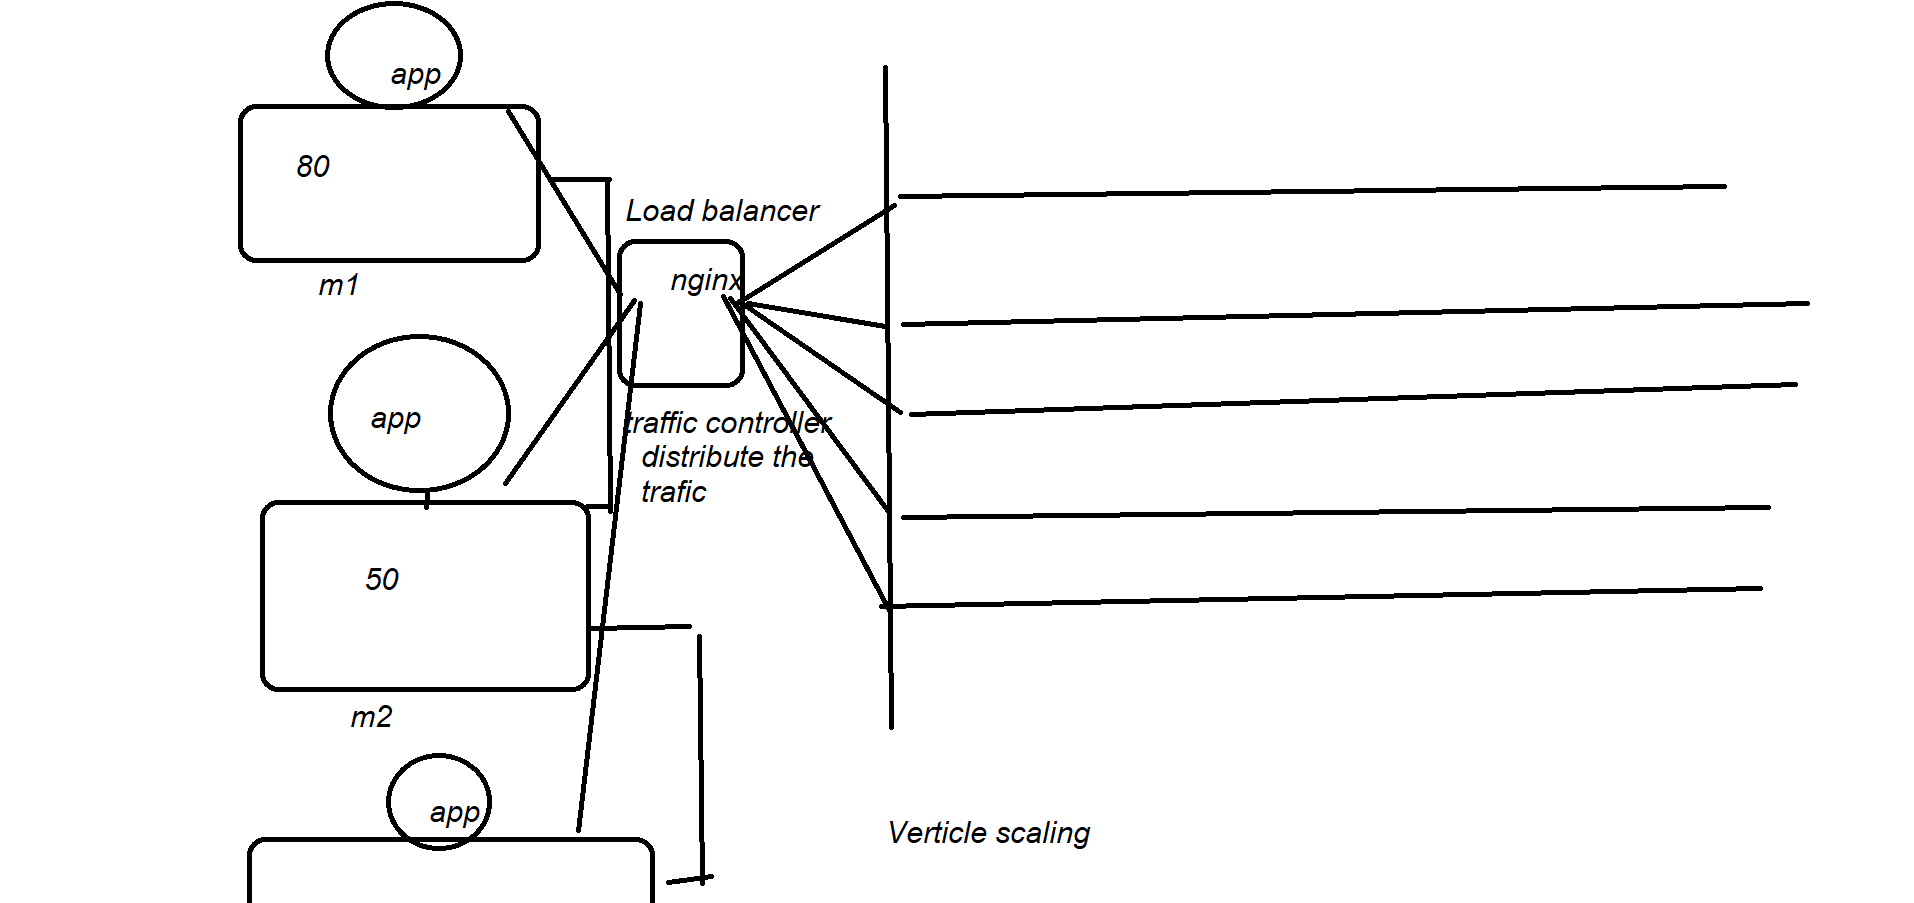 app
80
m1
Load balancer
nginx
app
traffic controller
distribute the
trafic
50
m2
app
Verticle scaling